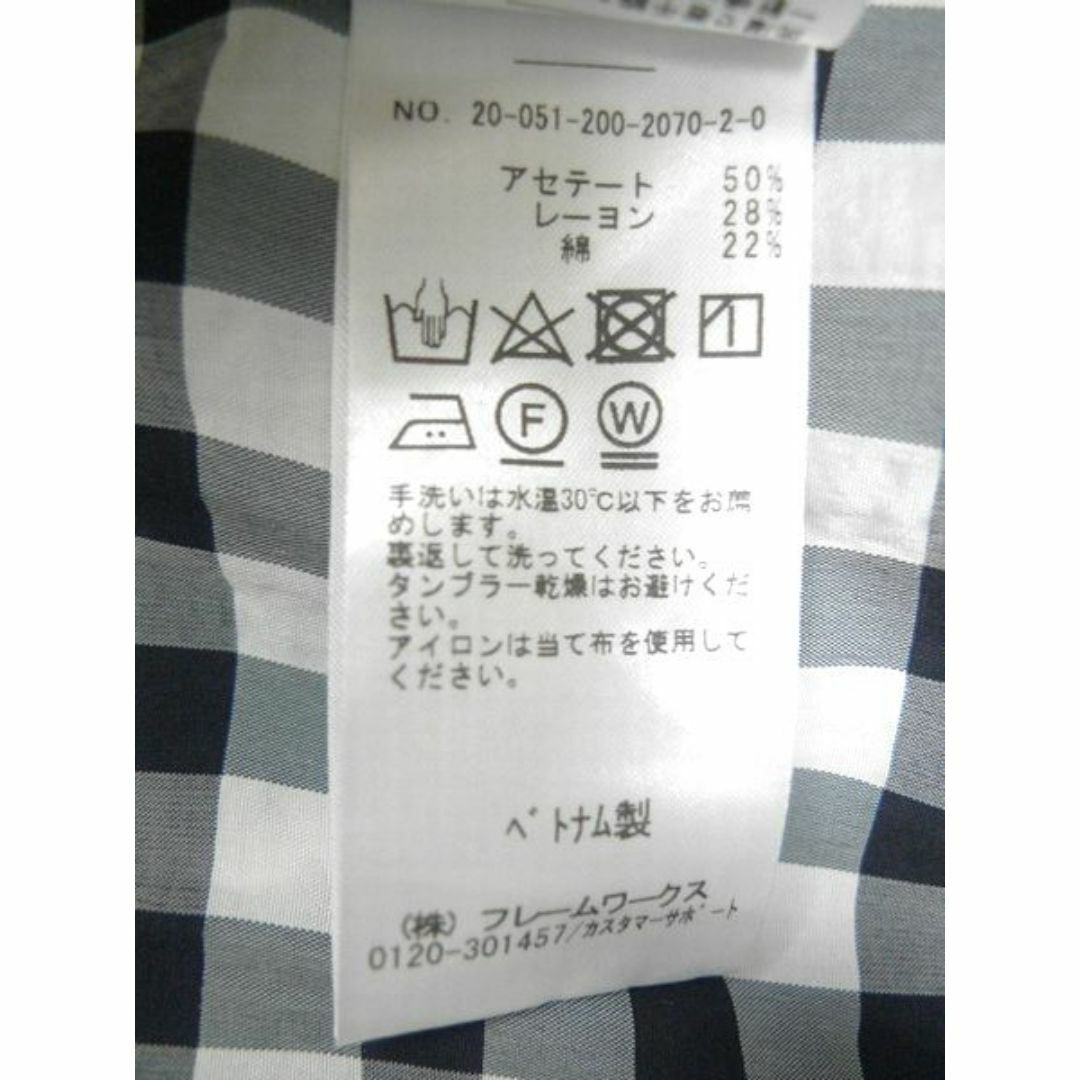 NO. 20-051-200-2070-2-0
アセテート 50%
レーヨン 28%
綿 22%
F W
手洗いは水温30℃以下をお薦
めします。
裏返して洗ってください。
タンブラー乾燥はお避けくだ
さい。
アイロンは当て布を使用して
ください。
ベトナム製
(株) フレームワークス
0120-301457/カスタマーサポート